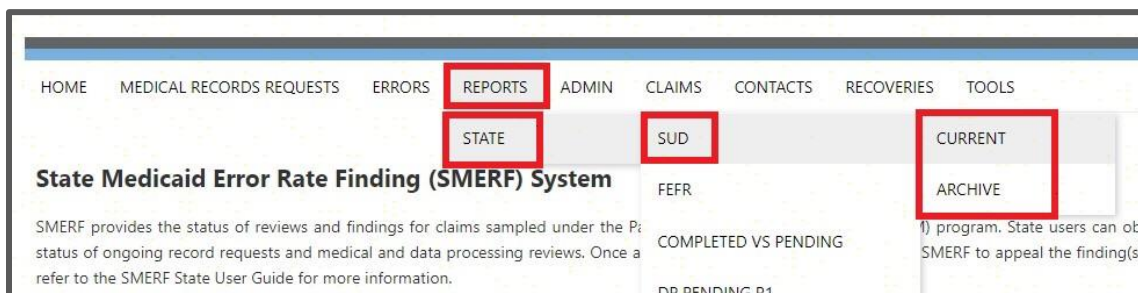 HOME MEDICAL RECORDS REQUESTS ERRORS REPORTS ADMIN CLAIMS CONTACTS RECOVERIES TOOLS
STATE SUD CURRENT
State Medicaid Error Rate Finding (SMERF) System
FEFR ARCHIVE
SMERF provides the status of reviews and findings for claims sampled under the program. State users can
status of ongoing record requests and medical and data processing reviews. Once SMERF to appeal the
COMPLETED VS PENDING
refer to the SMERF State User Guide for more information.
DP PENDING P1